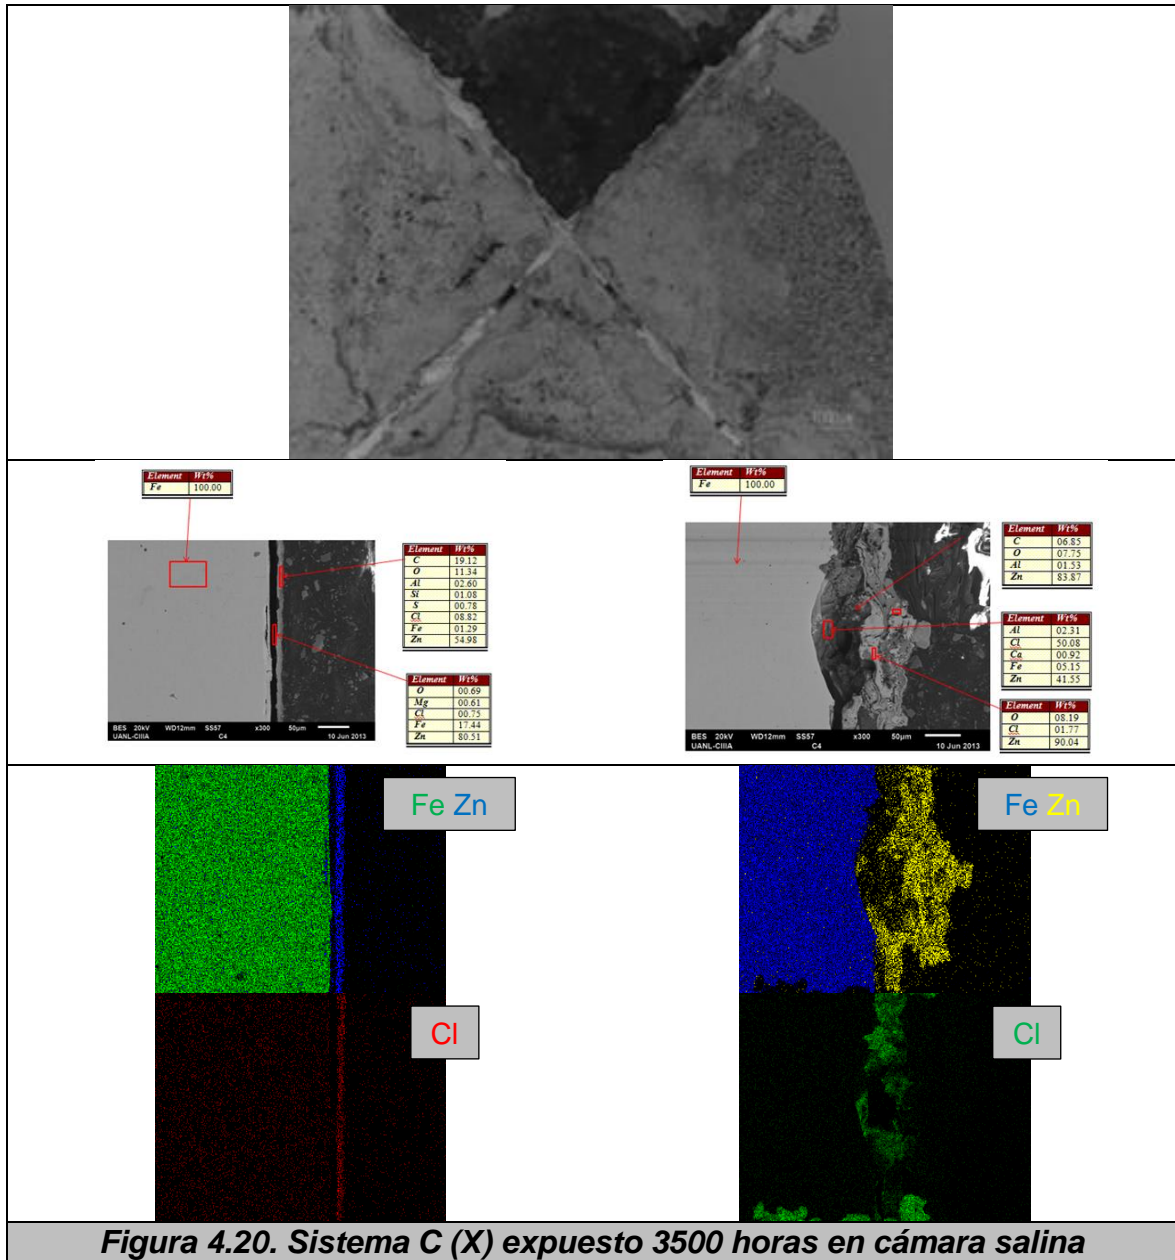 Element Wt%
Fe 100.00
Element Wt%
C 19.12
O 11.34
Al 02.60
Si 01.08
S 00.78
Cl 08.82
Fe 01.29
Zn 54.98
Element Wt%
O 00.69
Mg 00.61
Cl 00.75
Fe 17.44
Zn 80.51
BES 20kV WD12mm SS57 x300 50µm
UANL-CIIA C4 10 Jun 2013
Element Wt%
Fe 100.00
Element Wt%
C 06.85
O 07.75
Al 01.53
Zn 83.87
Element Wt%
Al 02.31
Cl 50.08
Ca 00.92
Fe 05.15
Zn 41.55
Element Wt%
O 08.19
Cl 01.77
Zn 90.04
BES 20kV WD12mm SS57 x300 50µm
UANL-CIIA C4 10 Jun 2013
Fe Zn
Fe Zn
Cl
Cl
Figura 4.20. Sistema C (X) expuesto 3500 horas en cámara salina